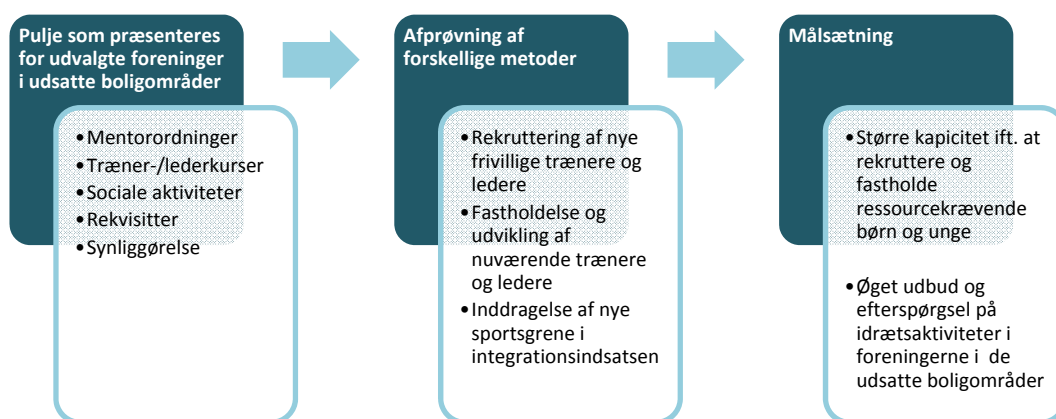 Pulje som præsenteres
for udvalgte foreninger
i udsatte boligområder
•Mentorordninger
•Træner-/lederkurser
•Sociale aktiviteter
•Rekvisitter
•Synliggørelse
Afprøvning af
forskellige metoder
•Rekruttering af nye
frivillige trænere og
ledere
•Fastholdelse og
udvikling af
nuværende trænere
og ledere
•Inddragelse af nye
sportsgrene i
integrationsindsatsen
Målsætning
•Større kapicitet ift. at
rekruttere og
fastholde
ressourcekrævende
børn og unge
•Øget udbud og
efterspørgsel på
idrætsaktiviteter i
foreningerne i de
udsatte boligområder